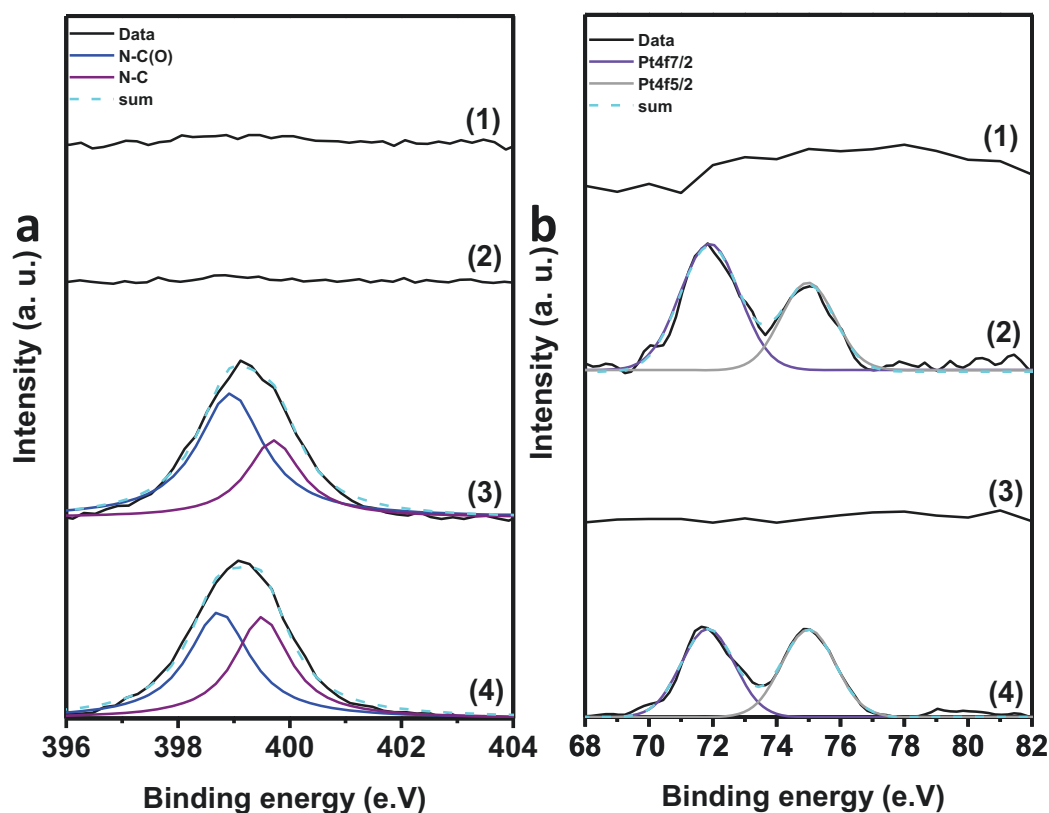 a
Data
N-C(O)
N-C
sum
(1)
(2)
(3)
(4)
Intensity (a. u.)
396
398
400
402
404
Binding energy (e.V)
b
Data
Pt4f7/2
Pt4f5/2
sum
(1)
(2)
(3)
(4)
Intensity (a. u.)
68
70
72
74
76
78
80
82
Binding energy (e.V)